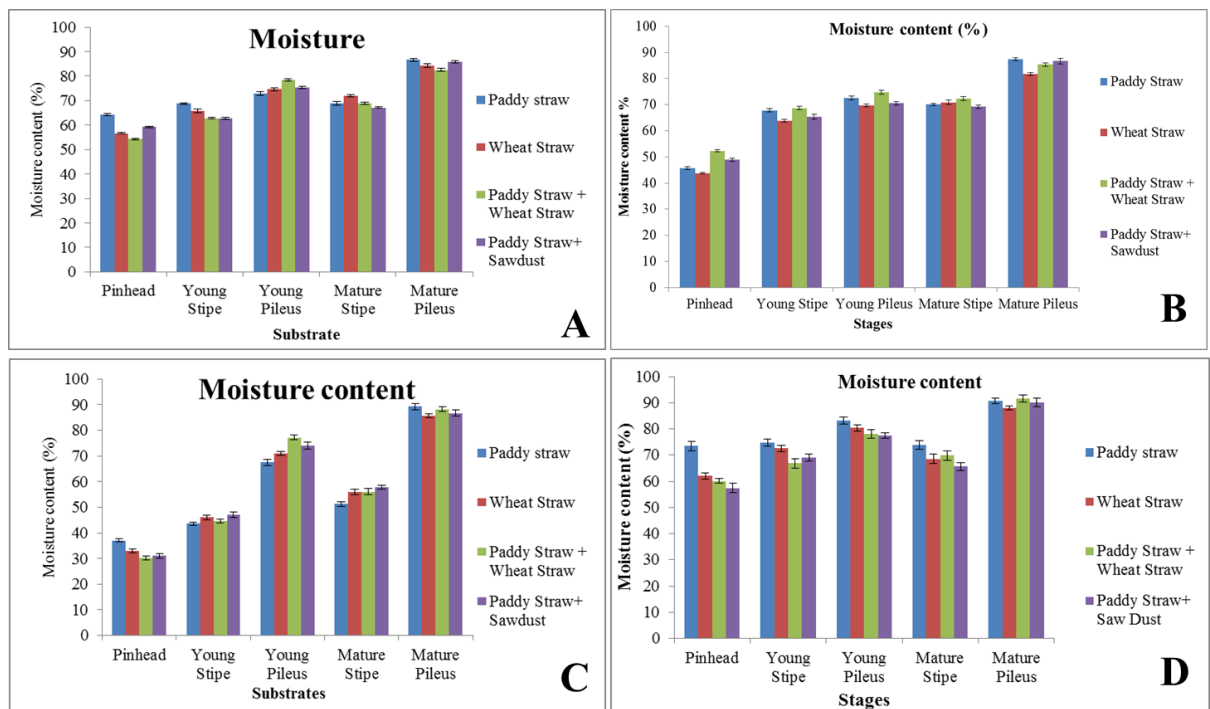 Moisture
100
90
80
70
60
50
40
30
20
10
0
Moisture content (%)
Pinhead
Young
Stipe
Young
Pileus
Mature
Stipe
Mature
Pileus
Substrate
Paddy straw
Wheat Straw
Paddy Straw +
Wheat Straw
Paddy Straw+
Sawdust
A
Moisture content (%)
100
90
80
70
60
50
40
30
20
10
0
Moisture content %
Pinhead
Young Stipe
Young Pileus
Mature Stipe
Mature Pileus
Stages
Paddy Straw
Wheat Straw
Paddy Straw +
Wheat Straw
Paddy Straw+
Sawdust
B
Moisture content
100
90
80
70
60
50
40
30
20
10
0
Moisture content (%)
Pinhead
Young
Stipe
Young
Pileus
Mature
Stipe
Mature
Pileus
Substrates
Paddy straw
Wheat Straw
Paddy Straw +
Wheat Straw
Paddy Straw+
Sawdust
C
Moisture content
100
90
80
70
60
50
40
30
20
10
0
Moisture content (%)
Pinhead
Young
Stipe
Young
Pileus
Mature
Stipe
Mature
Pileus
Stages
Paddy straw
Wheat Straw
Paddy Straw +
Wheat Straw
Paddy Straw+
Saw Dust
D